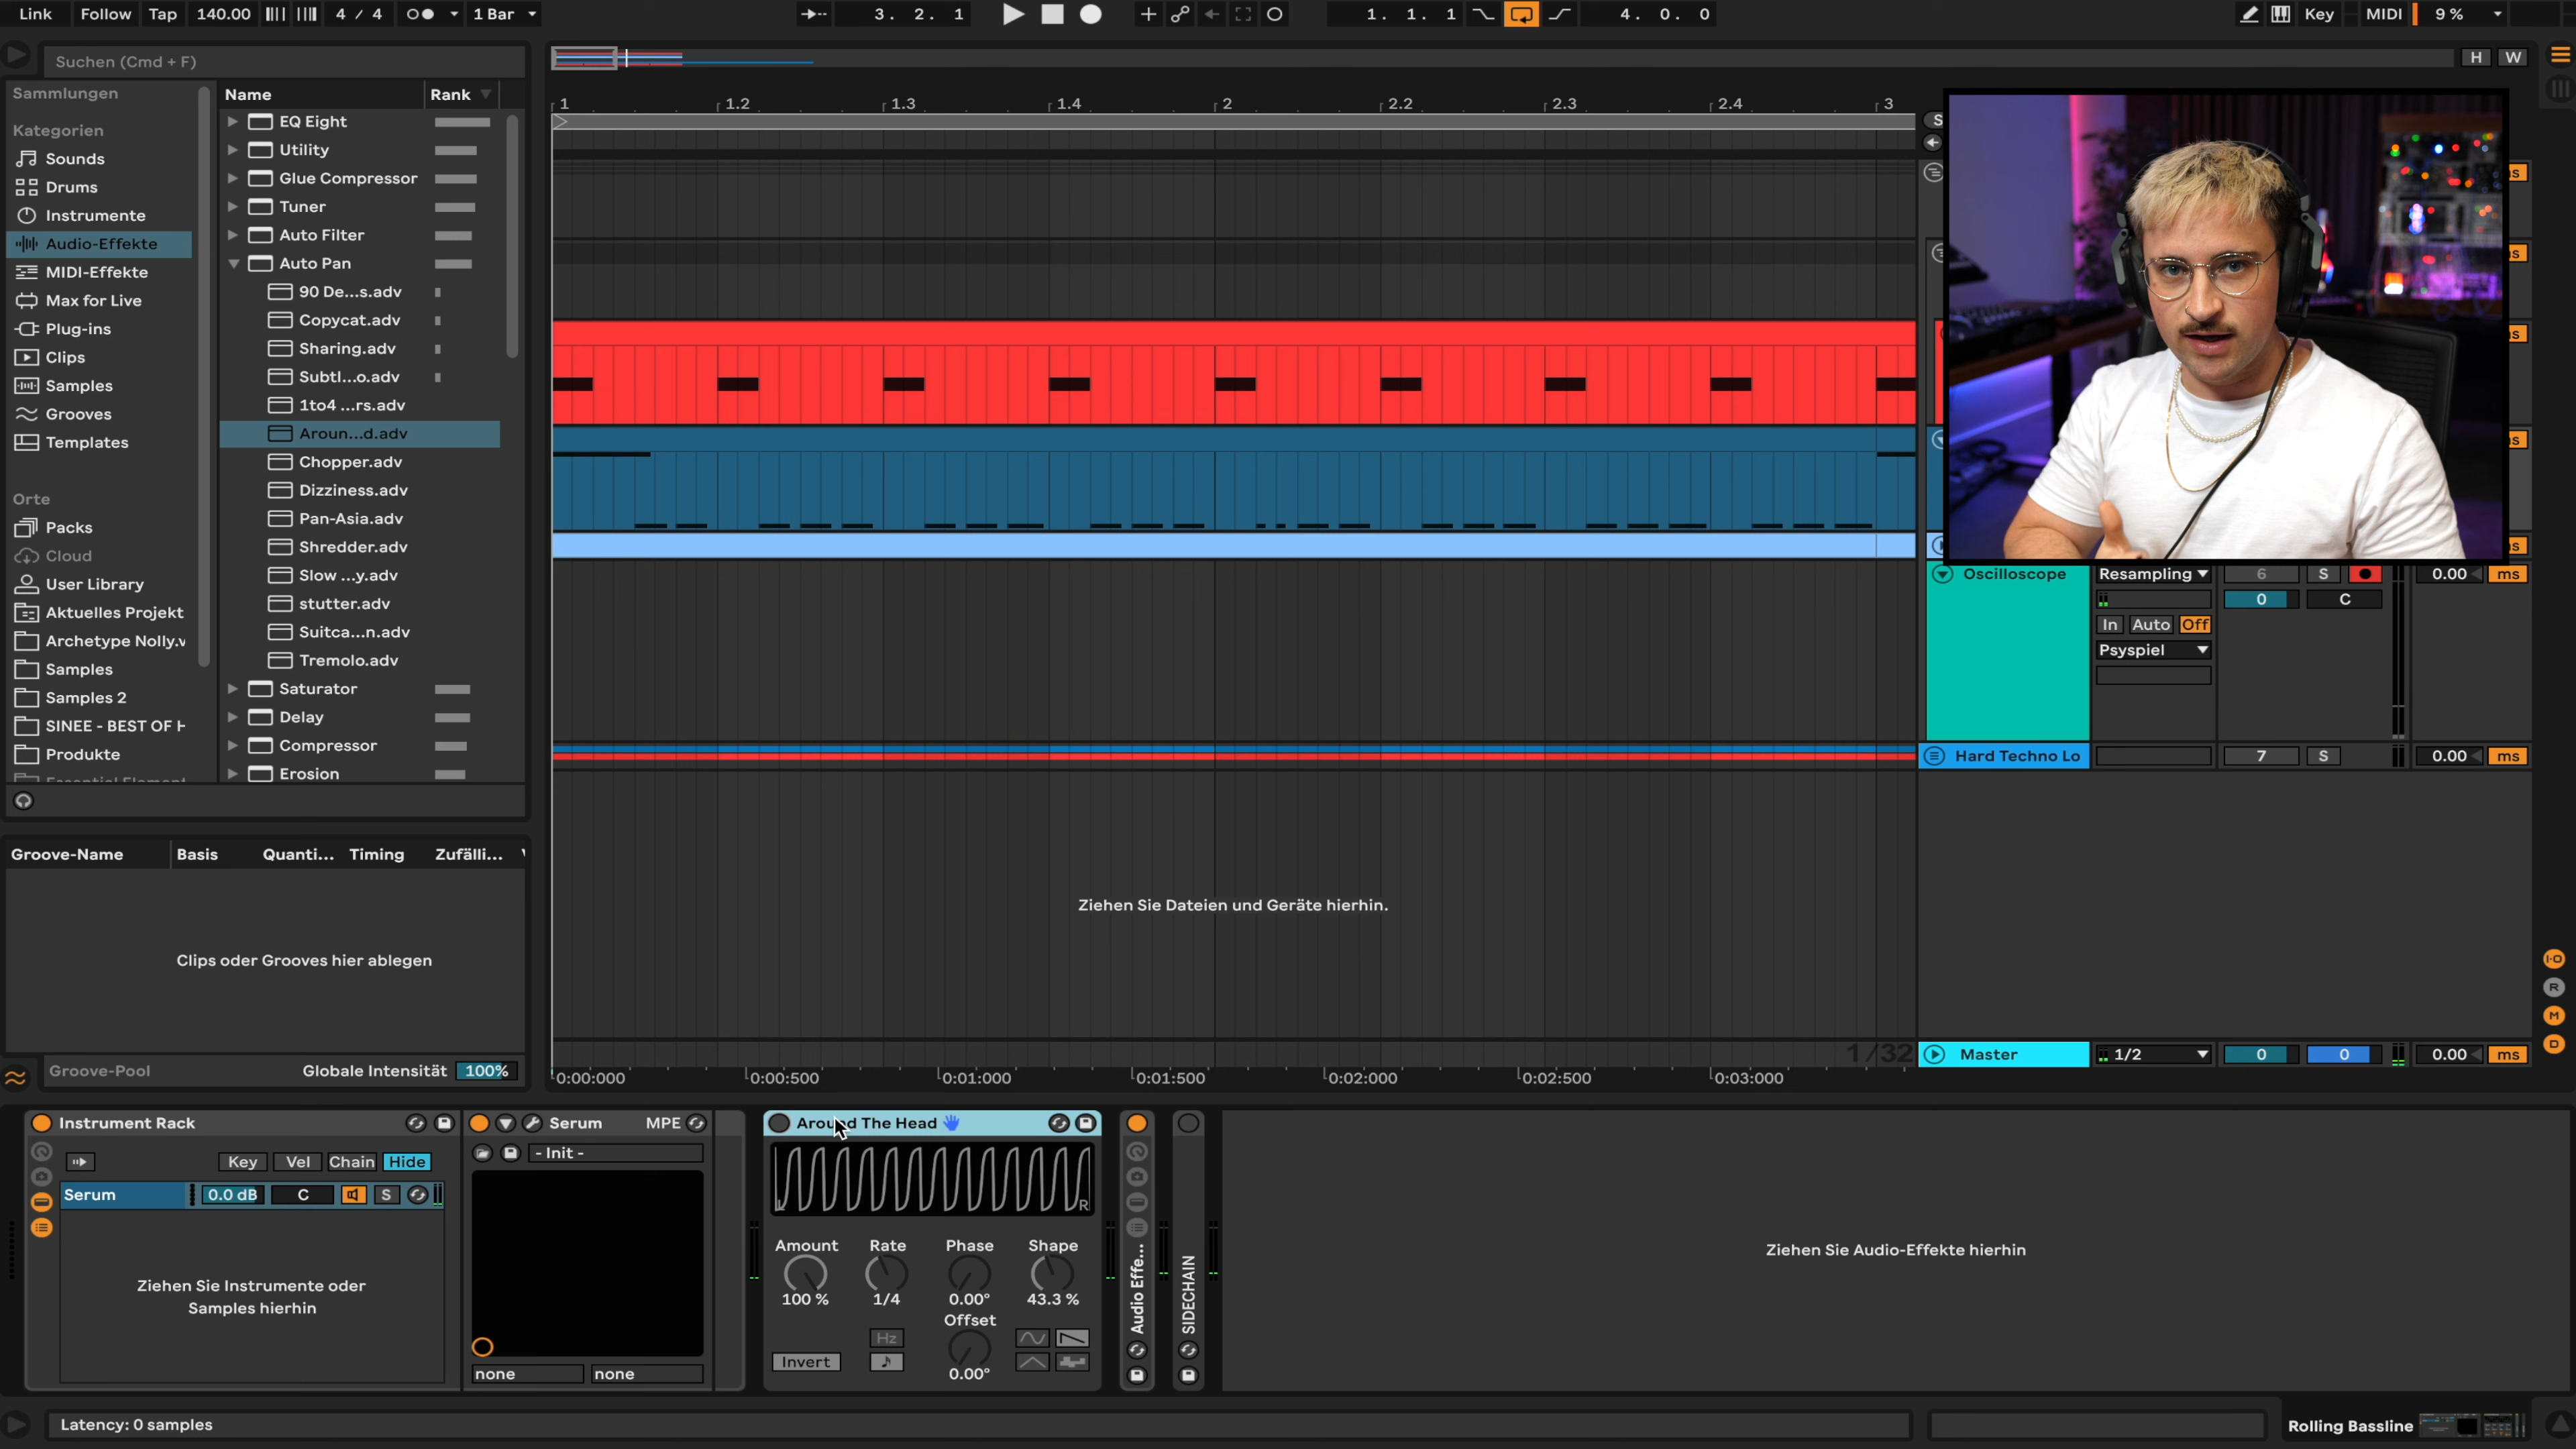 Link Follow Tap 140.00 4 / 4 1 Bar 3. 2. 1 1. 1. 1 4. 0. 0 Key MIDI 9 %
Suchen (Cmd + F)
H W
Sammlungen
Kategorien
Sounds
Drums
Instrumente
Audio-Effekte
MIDI-Effekte
Max for Live
Plug-ins
Clips
Samples
Grooves
Templates
Orte
Packs
Cloud
User Library
Aktuelles Projekt
Archetype Nolly.v
Samples
Samples 2
SINEE - BEST OF H
Produkte
Name Rank
EQ Eight
Utility
Glue Compressor
Tuner
Auto Filter
Auto Pan
90 De...s.adv
Copycat.adv
Sharing.adv
Subtl...o.adv
1to4 ...rs.adv
Aroun...d.adv
Chopper.adv
Dizziness.adv
Pan-Asia.adv
Shredder.adv
Slow ...y.adv
stutter.adv
Suitca...n.adv
Tremolo.adv
Saturator
Delay
Compressor
Erosion
1 1.2 1.3 1.4 2 2.2 2.3 2.4 3
S
Oscilloscope Resampling 6 S 0.00 ms
0 C
In Auto Off
Psyspiel
Hard Techno Lo 7 S 0.00 ms
Ziehen Sie Dateien und Geräte hierhin.
1/32
Master 1/2 0 0 0.00 ms
0:00:000 0:00:500 0:01:000 0:01:500 0:02:000 0:02:500 0:03:000
I·O
R
M
D
Groove-Name Basis Quanti... Timing Zufälli...
Clips oder Grooves hier ablegen
Groove-Pool Globale Intensität 100%
Instrument Rack
Key Vel Chain Hide
Serum 0.0 dB C S
Ziehen Sie Instrumente oder
Samples hierhin
Serum MPE
- Init -
none none
Around The Head
L R
Amount Rate Phase Shape
100 % 1/4 0.00° 43.3 %
Offset
Hz
Invert
0.00°
Audio Effe...
SIDECHAIN
Ziehen Sie Audio-Effekte hierhin
Latency: 0 samples
Rolling Bassline